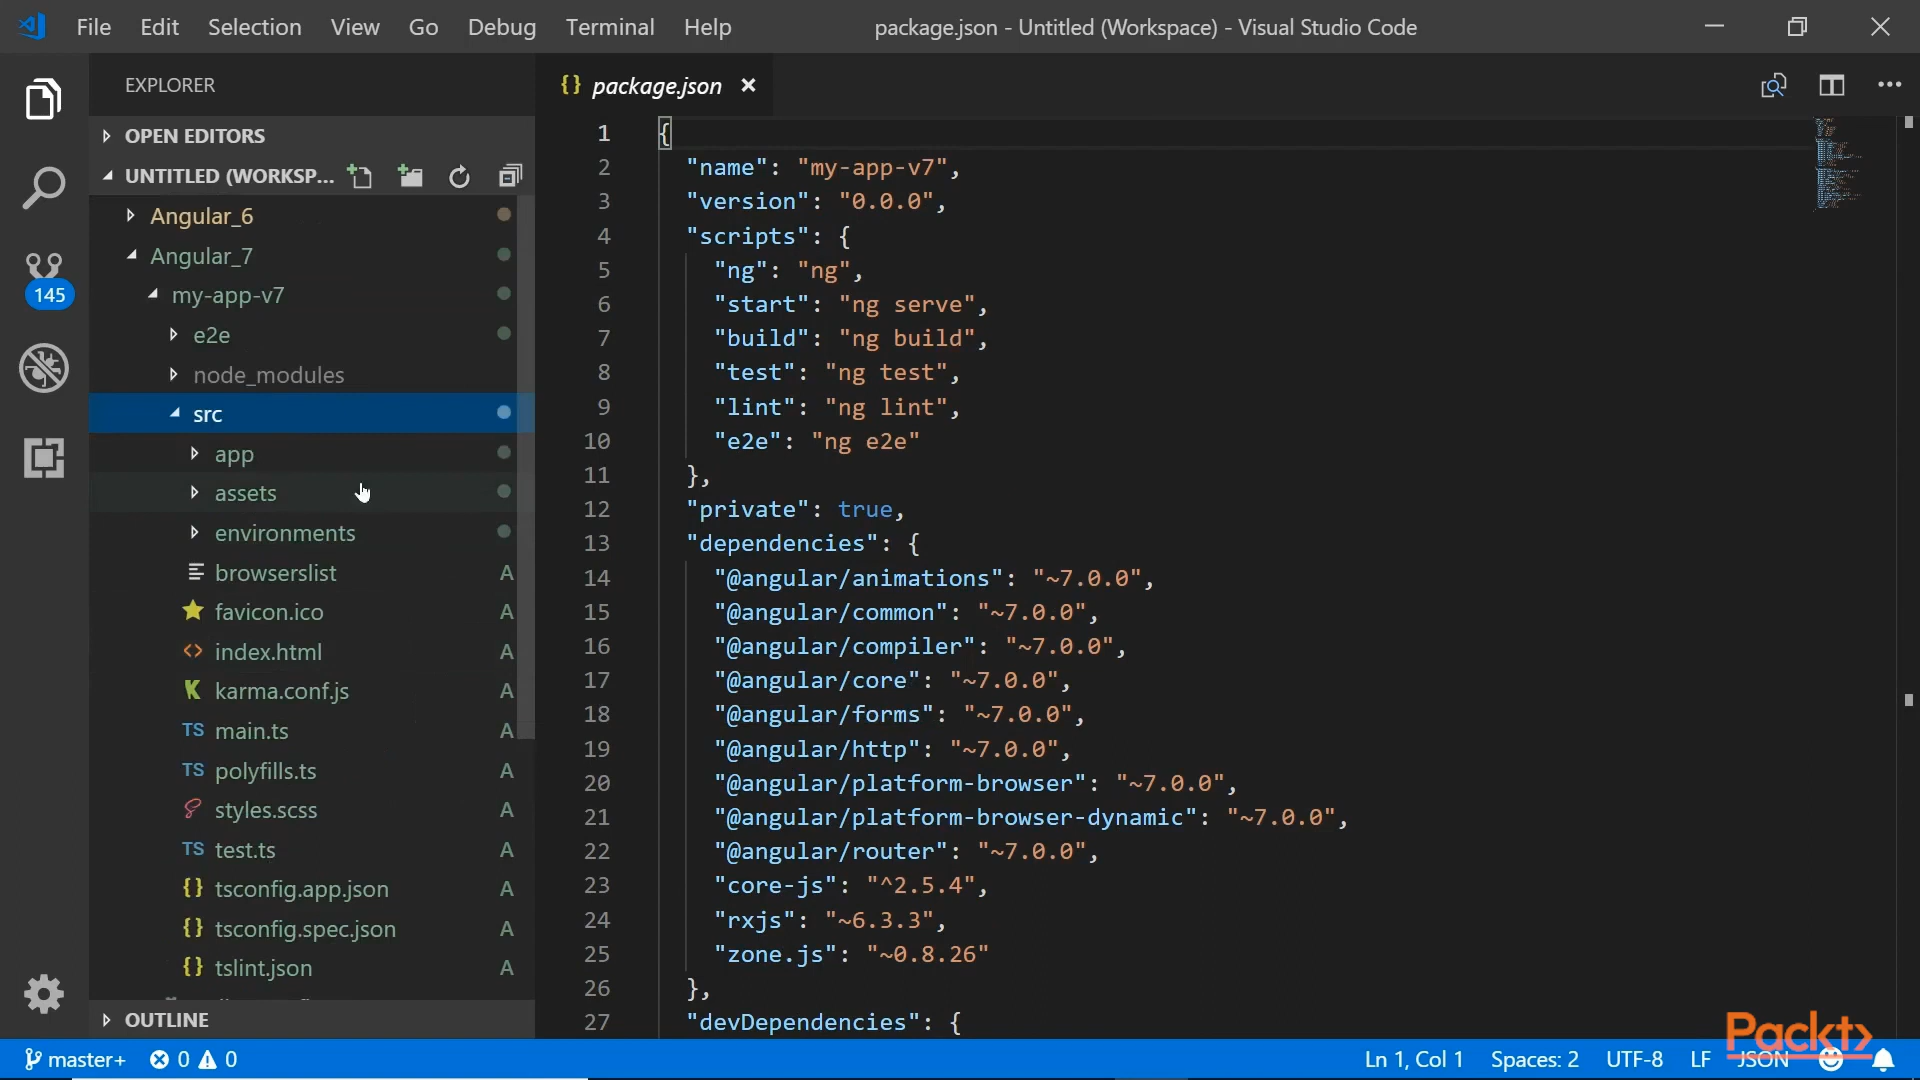 File Edit Selection View Go Debug Terminal Help
package.json - Untitled (Workspace) - Visual Studio Code
EXPLORER
OPEN EDITORS
UNTITLED (WORKSP...
Angular_6
Angular_7
my-app-v7
e2e
node_modules
src
app
assets
environments
browserslist A
favicon.ico A
index.html A
karma.conf.js A
TS main.ts A
TS polyfills.ts A
styles.scss A
TS test.ts A
{} tsconfig.app.json A
{} tsconfig.spec.json A
{} tslint.json A
OUTLINE
145
{} package.json
1 {
2 "name": "my-app-v7",
3 "version": "0.0.0",
4 "scripts": {
5 "ng": "ng",
6 "start": "ng serve",
7 "build": "ng build",
8 "test": "ng test",
9 "lint": "ng lint",
10 "e2e": "ng e2e"
11 },
12 "private": true,
13 "dependencies": {
14 "@angular/animations": "~7.0.0",
15 "@angular/common": "~7.0.0",
16 "@angular/compiler": "~7.0.0",
17 "@angular/core": "~7.0.0",
18 "@angular/forms": "~7.0.0",
19 "@angular/http": "~7.0.0",
20 "@angular/platform-browser": "~7.0.0",
21 "@angular/platform-browser-dynamic": "~7.0.0",
22 "@angular/router": "~7.0.0",
23 "core-js": "^2.5.4",
24 "rxjs": "~6.3.3",
25 "zone.js": "~0.8.26"
26 },
27 "devDependencies": {
Packt>
master+ 0 0
Ln 1, Col 1 Spaces: 2 UTF-8 LF JSON